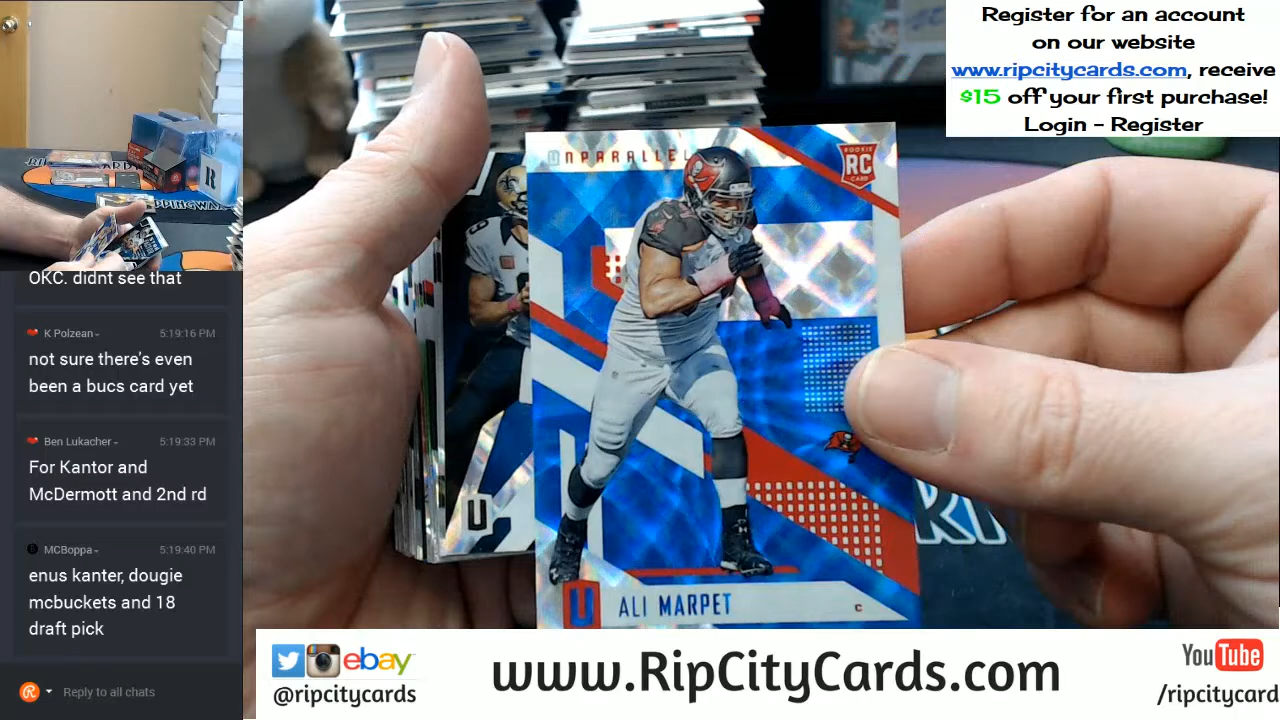 Register for an account
on our website
www.ripcitycards.com, receive
$15 off your first purchase!
Login - Register
UNPARALLEL
ROOKIE
RC
CARD
R
OKC. didnt see that
K Polzean
5:19:16 PM
not sure there's even
been a bucs card yet
Ben Lukacher
5:19:33 PM
For Kantor and
McDermott and 2nd rd
MCBoppa
5:19:40 PM
enus kanter, dougie
mcbuckets and 18
draft pick
Reply to all chats
U
U ALI MARPET C
ebay
@ripcitycards
www.RipCityCards.com
YouTube
/ripcitycard